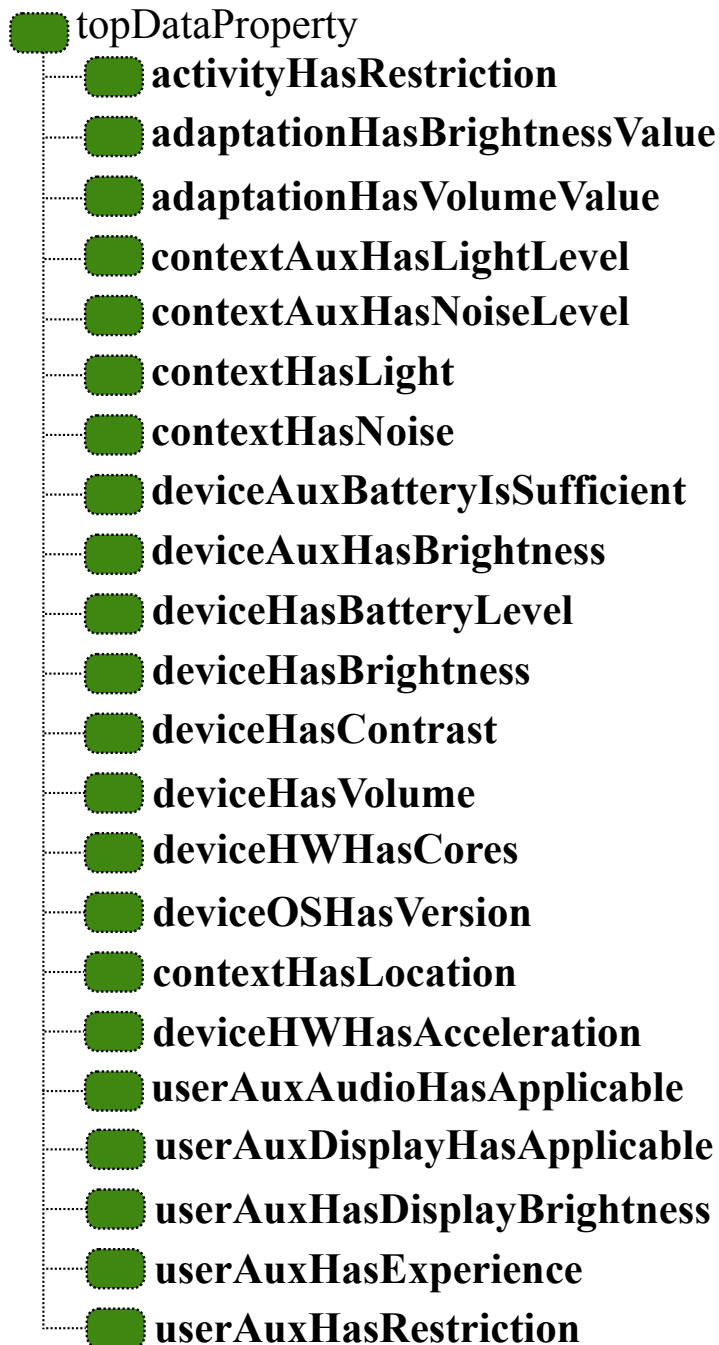 topDataProperty
activityHasRestriction
adaptationHasBrightnessValue
adaptationHasVolumeValue
contextAuxHasLightLevel
contextAuxHasNoiseLevel
contextHasLight
contextHasNoise
deviceAuxBatteryIsSufficient
deviceAuxHasBrightness
deviceHasBatteryLevel
deviceHasBrightness
deviceHasContrast
deviceHasVolume
deviceHWHasCores
deviceOSHasVersion
contextHasLocation
deviceHWHasAcceleration
userAuxAudioHasApplicable
userAuxDisplayHasApplicable
userAuxHasDisplayBrightness
userAuxHasExperience
userAuxHasRestriction